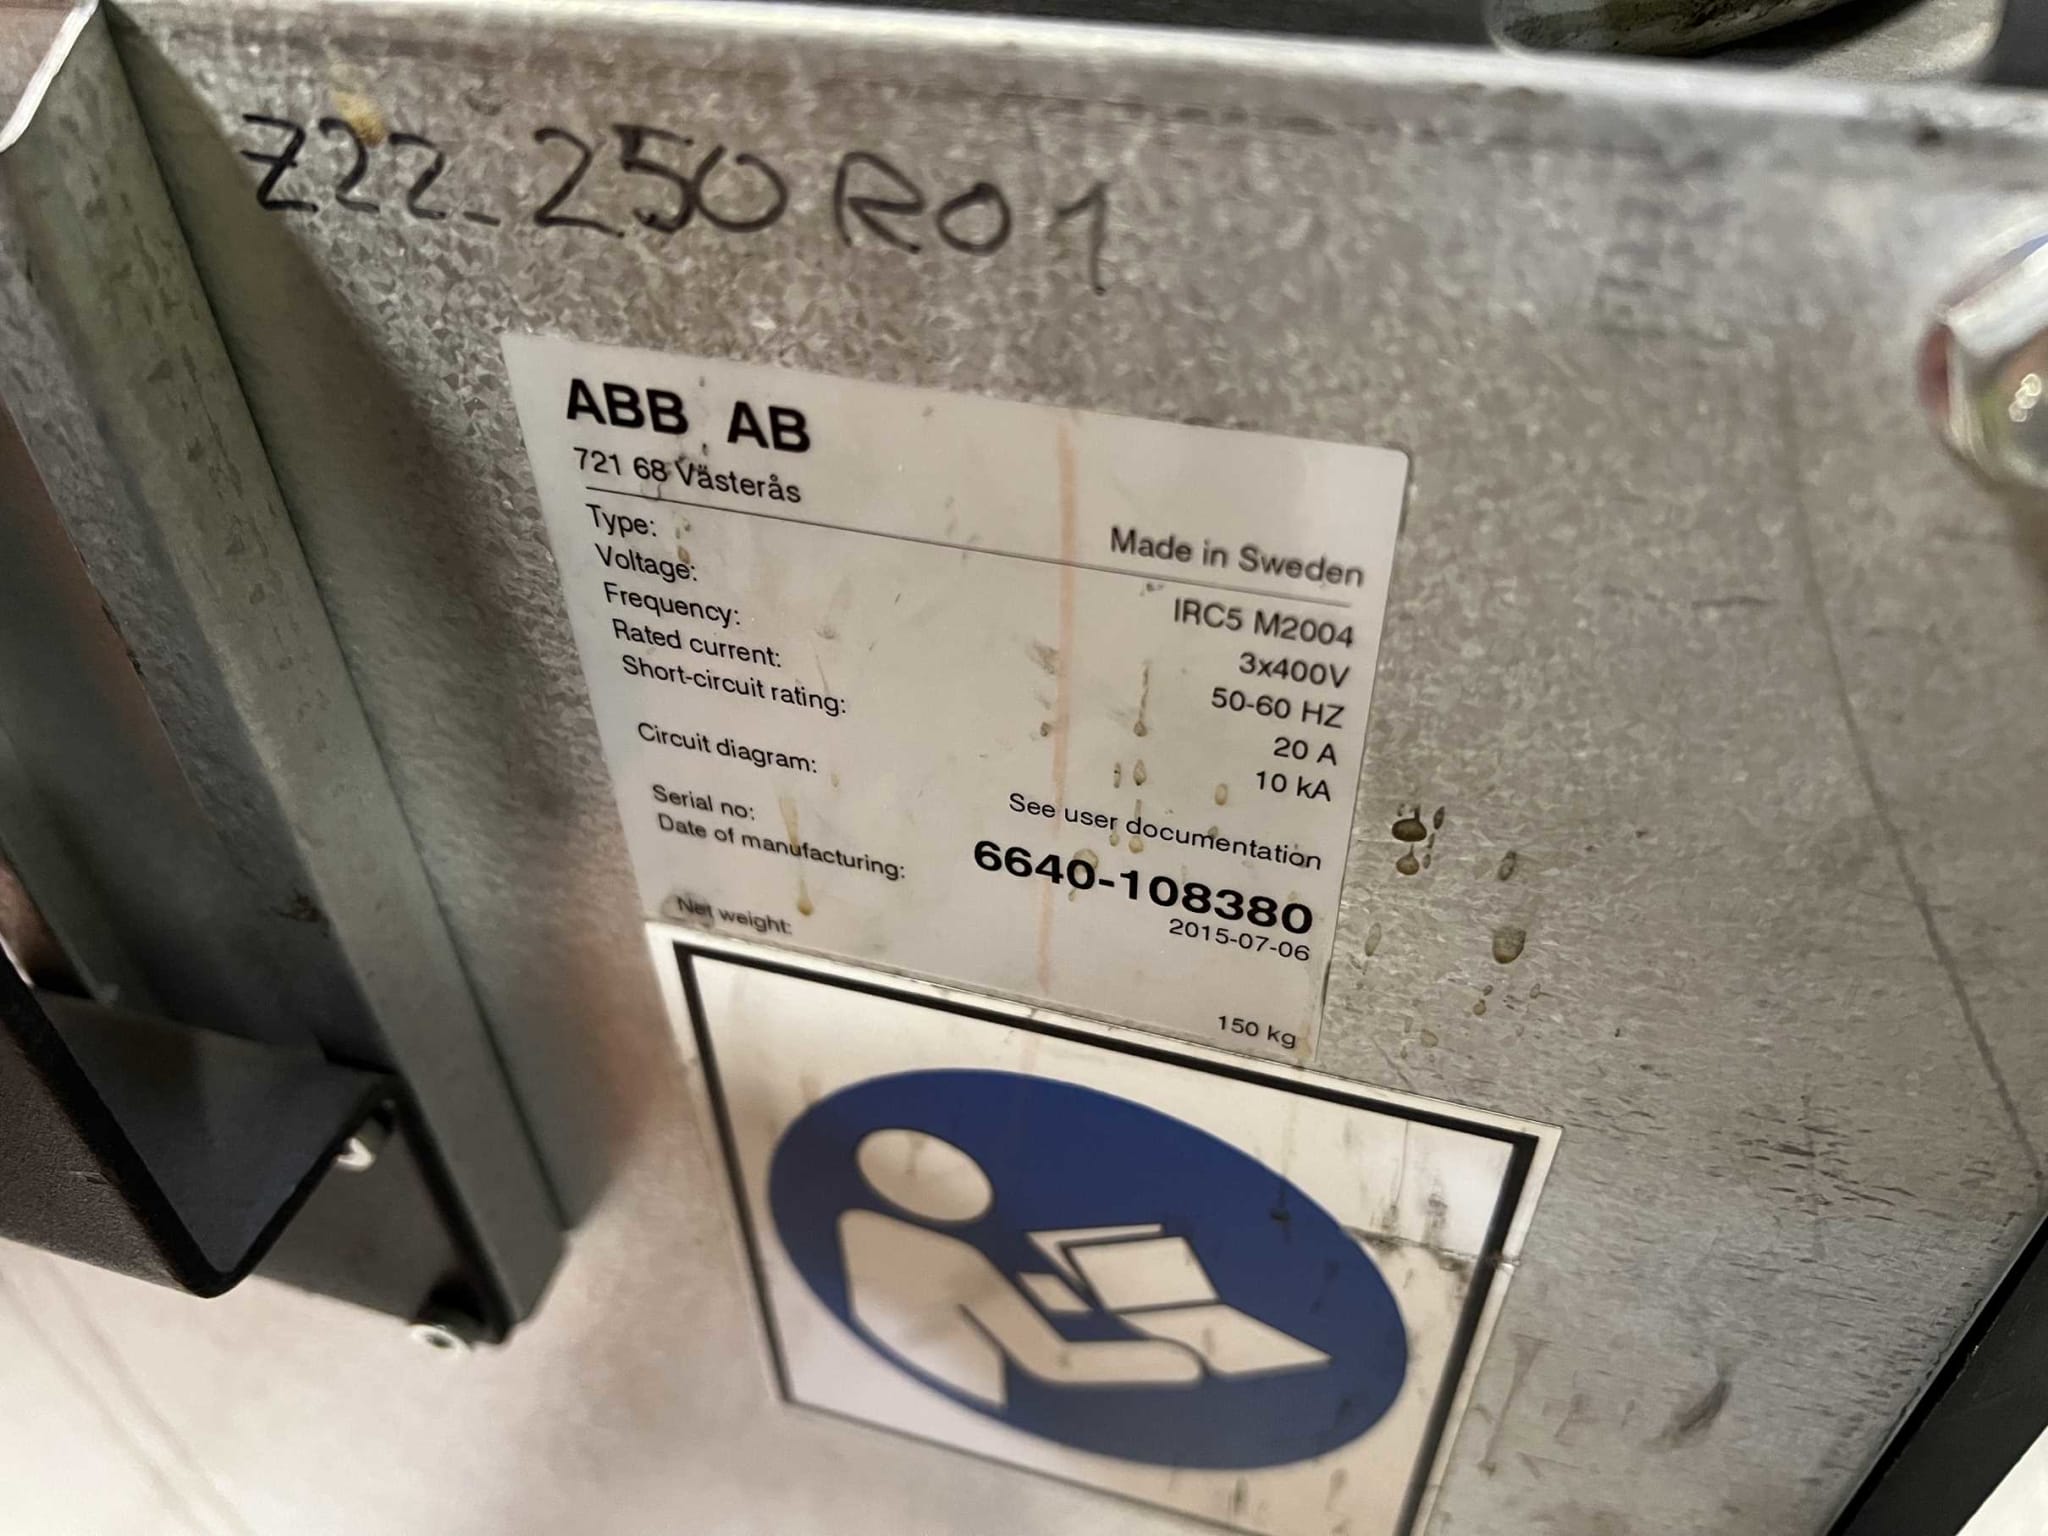 Z22-250R01
ABB AB
721 68 Västerås
Made in Sweden
Type: IRC5 M2004
Voltage: 3x400V
Frequency: 50-60 HZ
Rated current: 20 A
Short-circuit rating: 10 kA
Circuit diagram: See user documentation
Serial no: 6640-108380
Date of manufacturing: 2015-07-06
Net weight: 150 kg